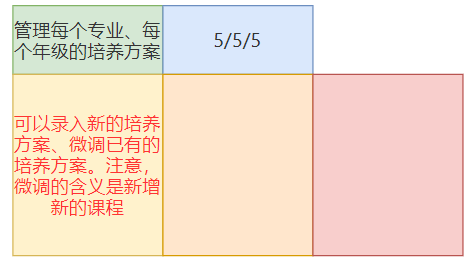 管理每个专业、每
个年级的培养方案
5/5/5
可以录入新的培养
方案、微调已有的
培养方案。注意，
微调的含义是新增
新的课程